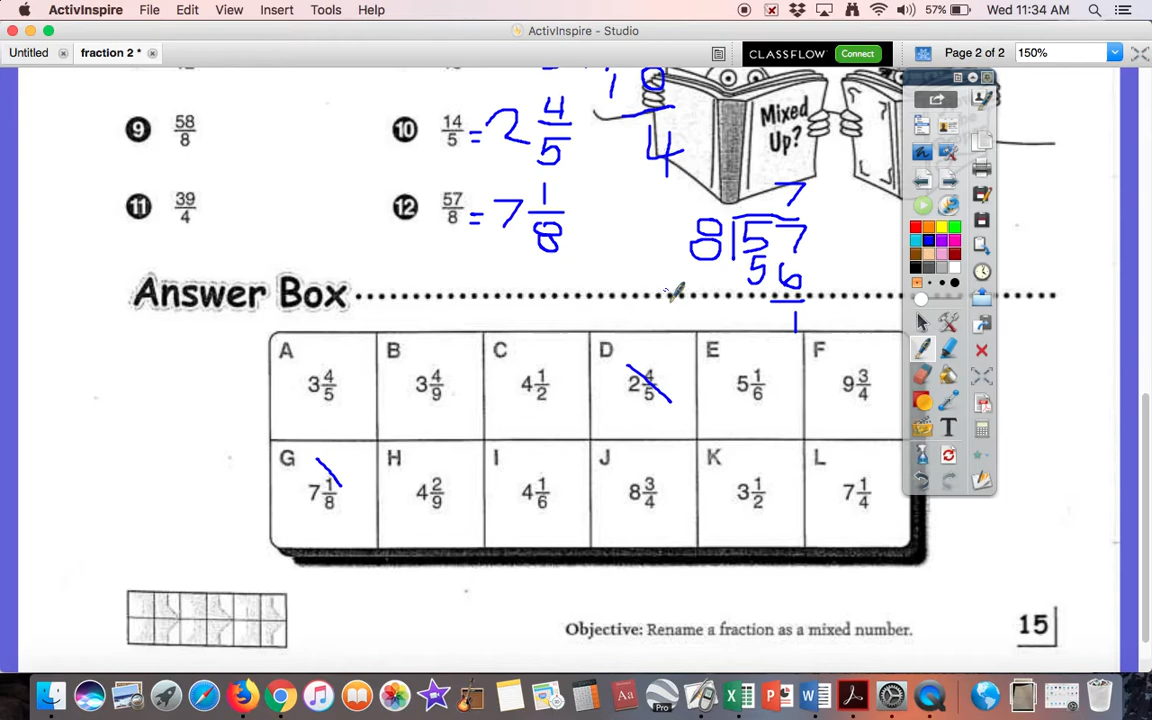 ActivInspire File Edit View Insert Tools Help 57% Wed 11:34 AM
ActivInspire - Studio
Untitled fraction 2 * CLASSFLOW Connect Page 2 of 2 150%
9 58/8 10 14/5 = 2 4/5
4
Mixed Up?
11 39/4 12 57/8 = 7 1/8
7
8 57
56
1
Answer Box
A 3 4/5 B 3 4/9 C 4 1/2 D 2 4/5 E 5 1/6 F 9 3/4
G 7 1/8 H 4 2/9 I 4 1/6 J 8 3/4 K 3 1/2 L 7 1/4
Objective: Rename a fraction as a mixed number. 15
Pro